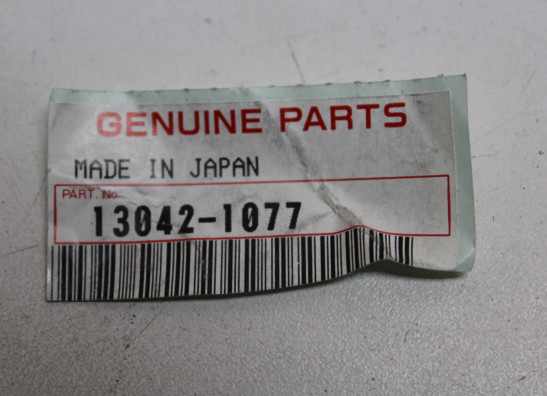 GENUINE PARTS
MADE IN JAPAN
PART. No.
13042-1077